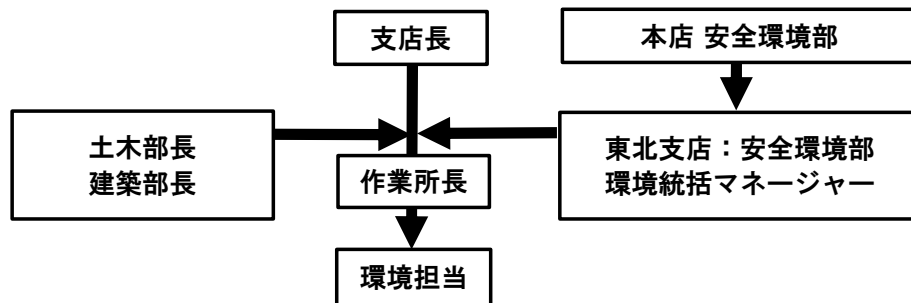 支店長
本店 安全環境部
土木部長
建築部長
東北支店：安全環境部
環境統括マネージャー
作業所長
環境担当